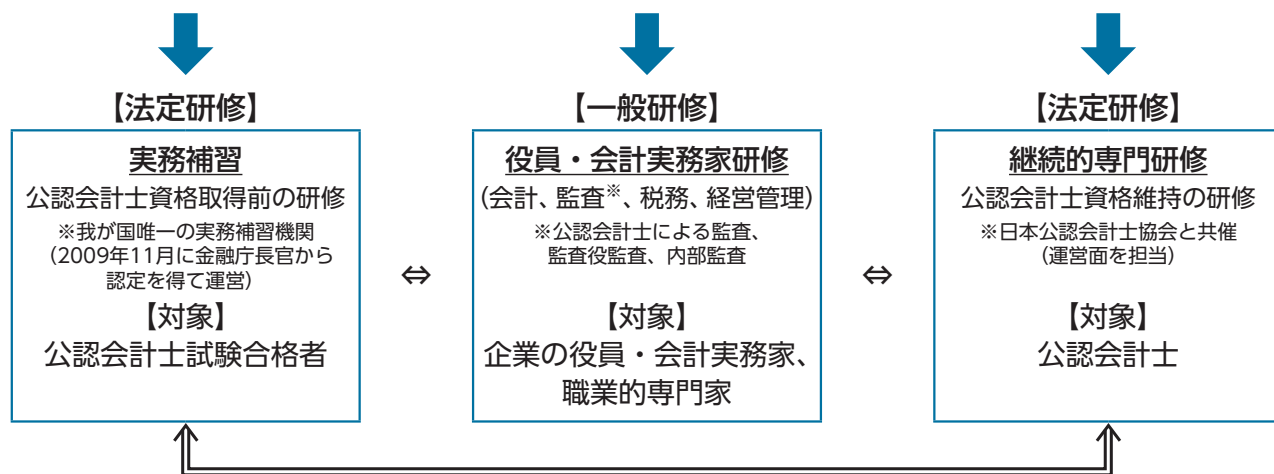 【法定研修】
実務補習
公認会計士資格取得前の研修
※我が国唯一の実務補習機関
（2009年11月に金融庁長官から
認定を得て運営）
【対象】
公認会計士試験合格者
⇔
【一般研修】
役員・会計実務家研修
（会計、監査※、税務、経営管理）
※公認会計士による監査、
監査役監査、内部監査
【対象】
企業の役員・会計実務家、
職業的専門家
⇔
【法定研修】
継続的専門研修
公認会計士資格維持の研修
※日本公認会計士協会と共催
（運営面を担当）
【対象】
公認会計士